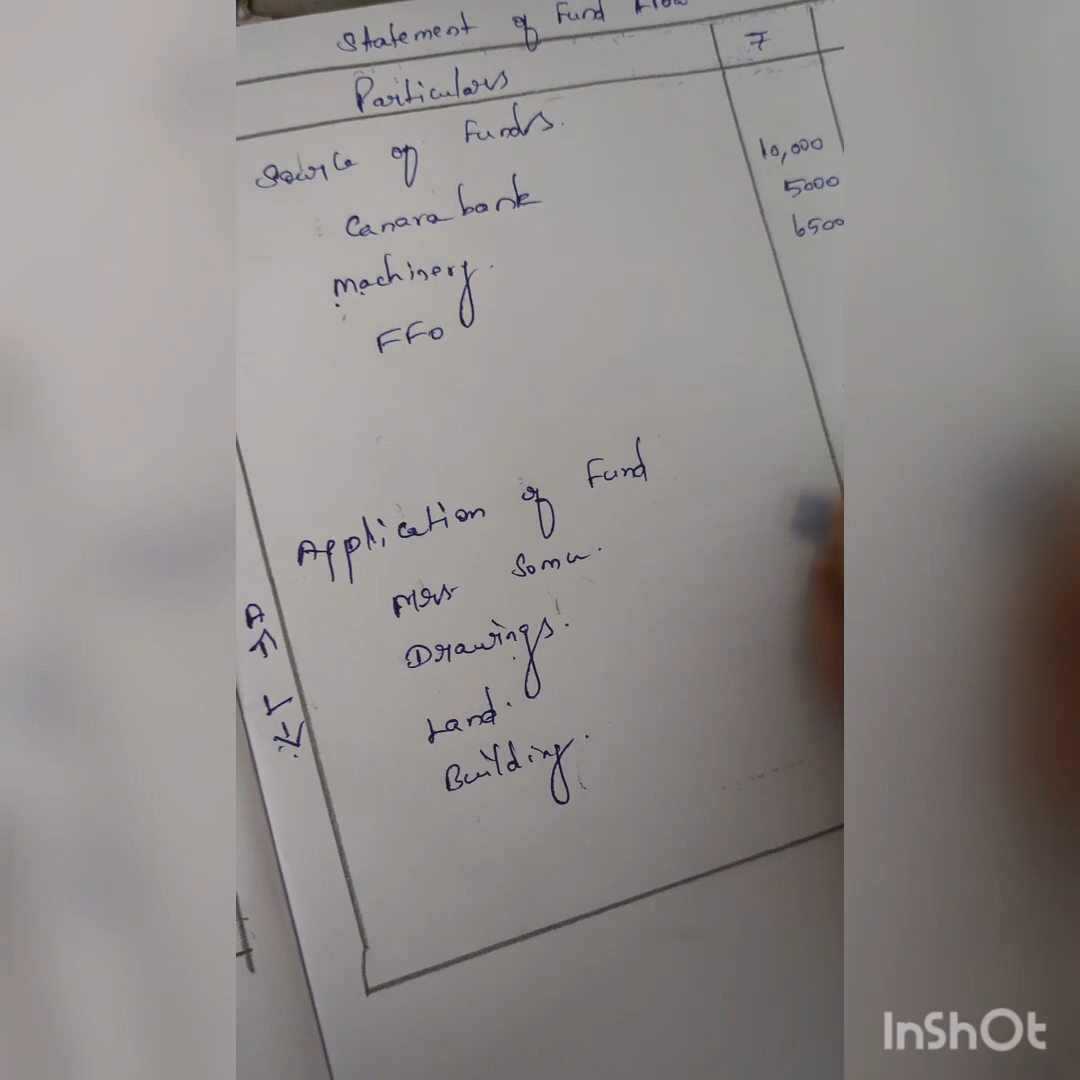 Statement of Fund Flow
Particulars ₹
Source of Funds.
Canara bank 10,000
Machinery. 5000
FFO 6500
Application of Fund
Mrs Somu.
Drawings.
Land.
Building.
InShOt